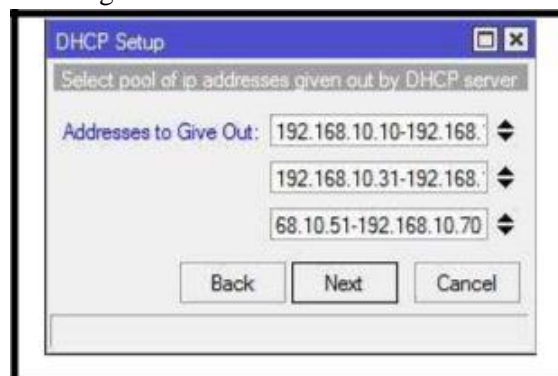 DHCP Setup
Select pool of ip addresses given out by DHCP server
Addresses to Give Out: 192.168.10.10-192.168.
192.168.10.31-192.168.
68.10.51-192.168.10.70
Back Next Cancel